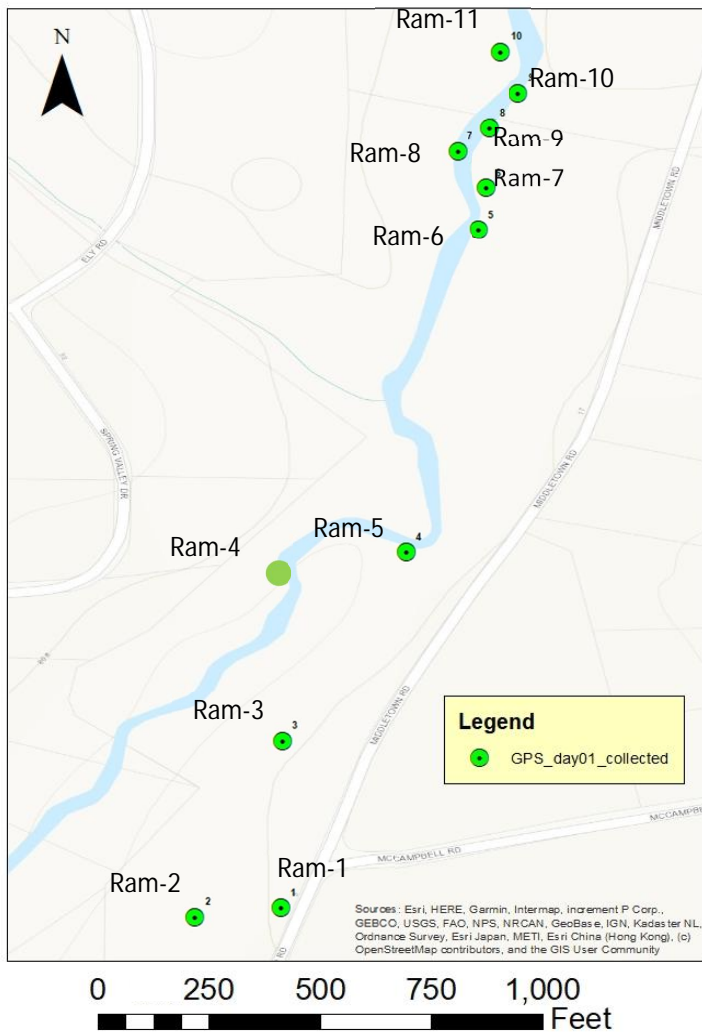 Ram-11
N
10
Ram-10
8
7
Ram-9
Ram-8
Ram-7
5
Ram-6
MIDDLETOWN RD
ELY RD
SPRING VALLEY DR
17
MIDDLETOWN RD
Ram-5
4
Ram-4
MIDDLETOWN RD
Ram-3
3
Legend
GPS_day01_collected
MCCAMPBELL RD
MCCAMPBE
Ram-1
Ram-2
1
2
RD
Sources: Esri, HERE, Garmin, Intermap, increment P Corp.,
GEBCO, USGS, FAO, NPS, NRCAN, GeoBase, IGN, Kadaster NL,
Ordnance Survey, Esri Japan, METI, Esri China (Hong Kong), (c)
OpenStreetMap contributors, and the GIS User Community
0 250 500 750 1,000
Feet